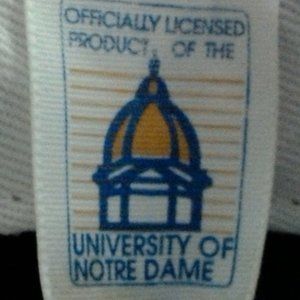 OFFICIALLY LICENSED
PRODUCT OF THE
UNIVERSITY OF
NOTRE DAME